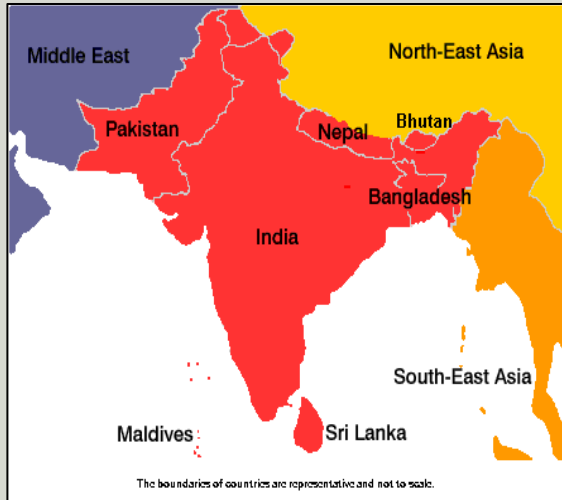 North-East Asia
Middle East
Bhutan
Pakistan
Nepal
Bangladesh
India
South-East Asia
Maldives
Sri Lanka
The boundaries of countries are representative and not to scale.